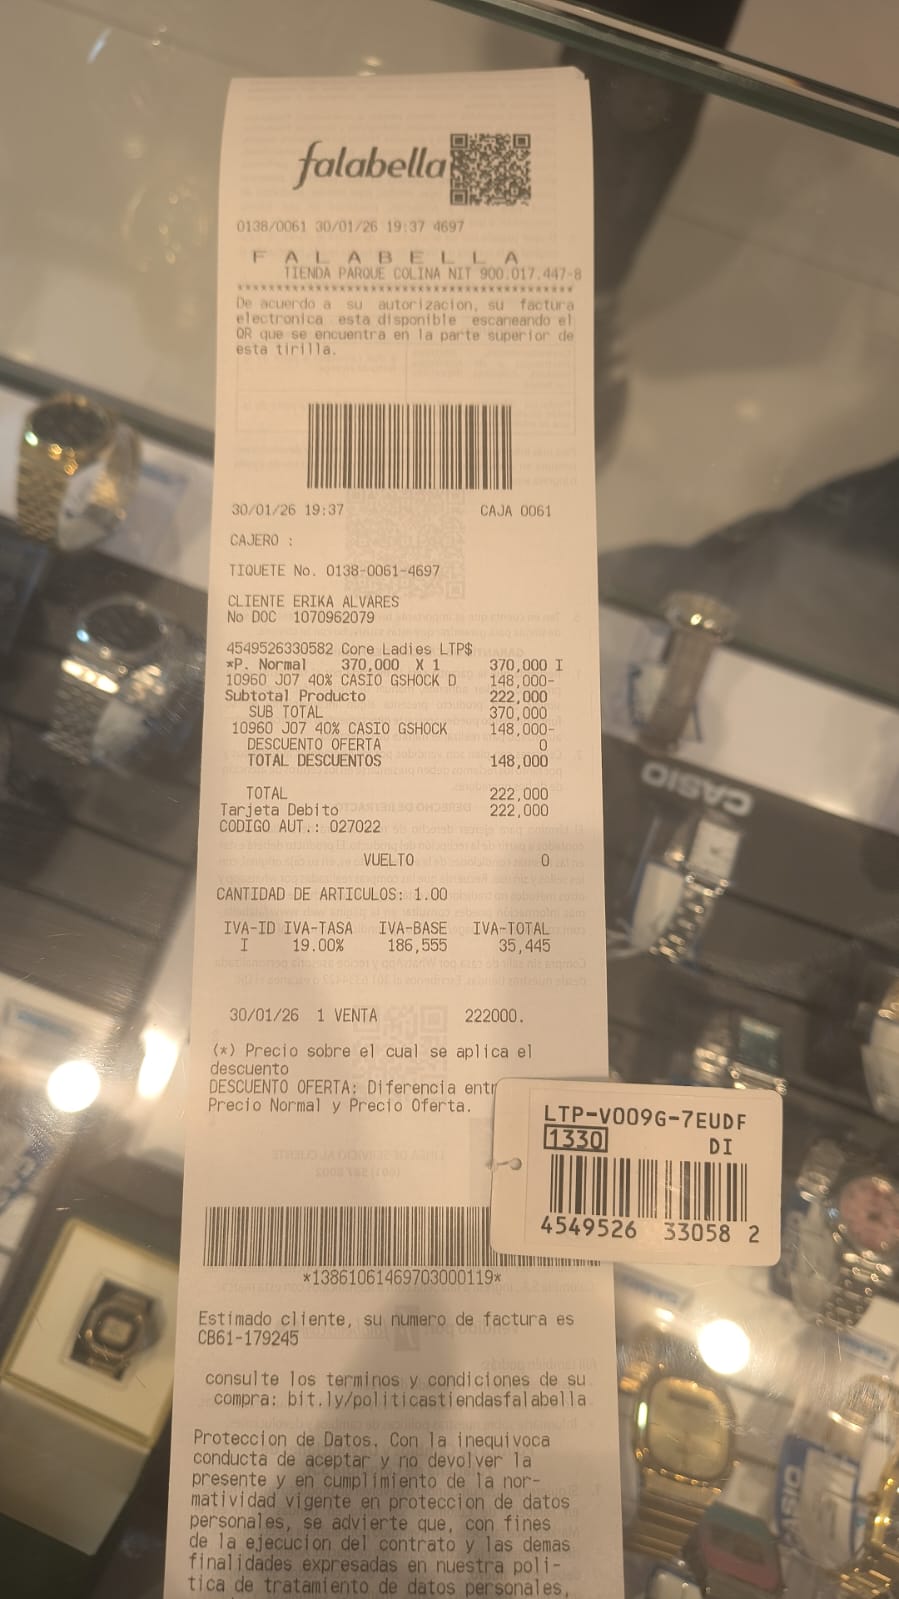 falabella
0138/0061 30/01/26 19:37 4697
F A L A B E L L A
TIENDA PARQUE COLINA NIT 900.017.447-8
****************************************
De acuerdo a su autorizacion, su factura
electronica esta disponible escaneando el
QR que se encuentra en la parte superior de
esta tirilla.
30/01/26 19:37 CAJA 0061
CAJERO :
TIQUETE No. 0138-0061-4697
CLIENTE ERIKA ALVARES
No DOC 1070962079
4549526330582 Core Ladies LTP$
*P. Normal 370,000 X 1 370,000 I
10960 J07 40% CASIO GSHOCK D 148,000-
Subtotal Producto 222,000
SUB TOTAL 370,000
10960 J07 40% CASIO GSHOCK 148,000-
DESCUENTO OFERTA 0
TOTAL DESCUENTOS 148,000
TOTAL 222,000
Tarjeta Debito 222,000
CODIGO AUT.: 027022
VUELTO 0
CANTIDAD DE ARTICULOS: 1.00
IVA-ID IVA-TASA IVA-BASE IVA-TOTAL
I 19.00% 186,555 35,445
30/01/26 1 VENTA 222000.
(*) Precio sobre el cual se aplica el
descuento
DESCUENTO OFERTA: Diferencia entr
Precio Normal y Precio Oferta.
LTP-V009G-7EUDF
1330 DI
4549526 33058 2
*13861061469703000119*
Estimado cliente, su numero de factura es
CB61-179245
consulte los terminos y condiciones de su
compra: bit.ly/politicastiendasfalabella
Proteccion de Datos. Con la inequivoca
conducta de aceptar y no devolver la
presente y en cumplimiento de la nor-
matividad vigente en proteccion de datos
personales, se advierte que, con fines
de la ejecucion del contrato y las demas
finalidades expresadas en nuestra poli-
tica de tratamiento de datos personales,
CASIO
CASIO